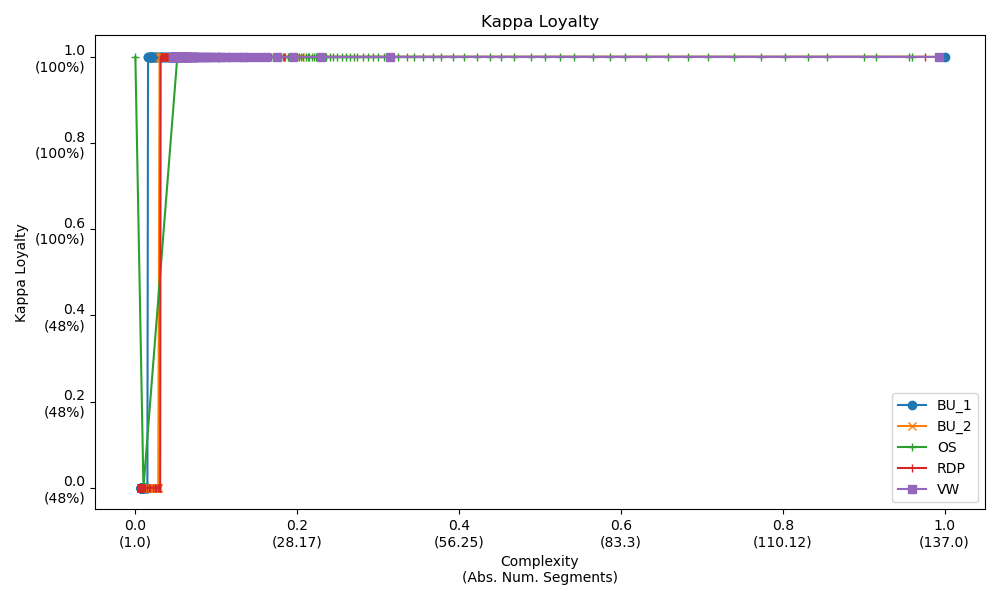 Kappa Loyalty
1.0
(100%)
0.8
(100%)
0.6
(100%)
0.4
(48%)
0.2
(48%)
0.0
(48%)
Kappa Loyalty
BU_1
BU_2
OS
RDP
VW
0.0
(1.0)
0.2
(28.17)
0.4
(56.25)
0.6
(83.3)
0.8
(110.12)
1.0
(137.0)
Complexity
(Abs. Num. Segments)